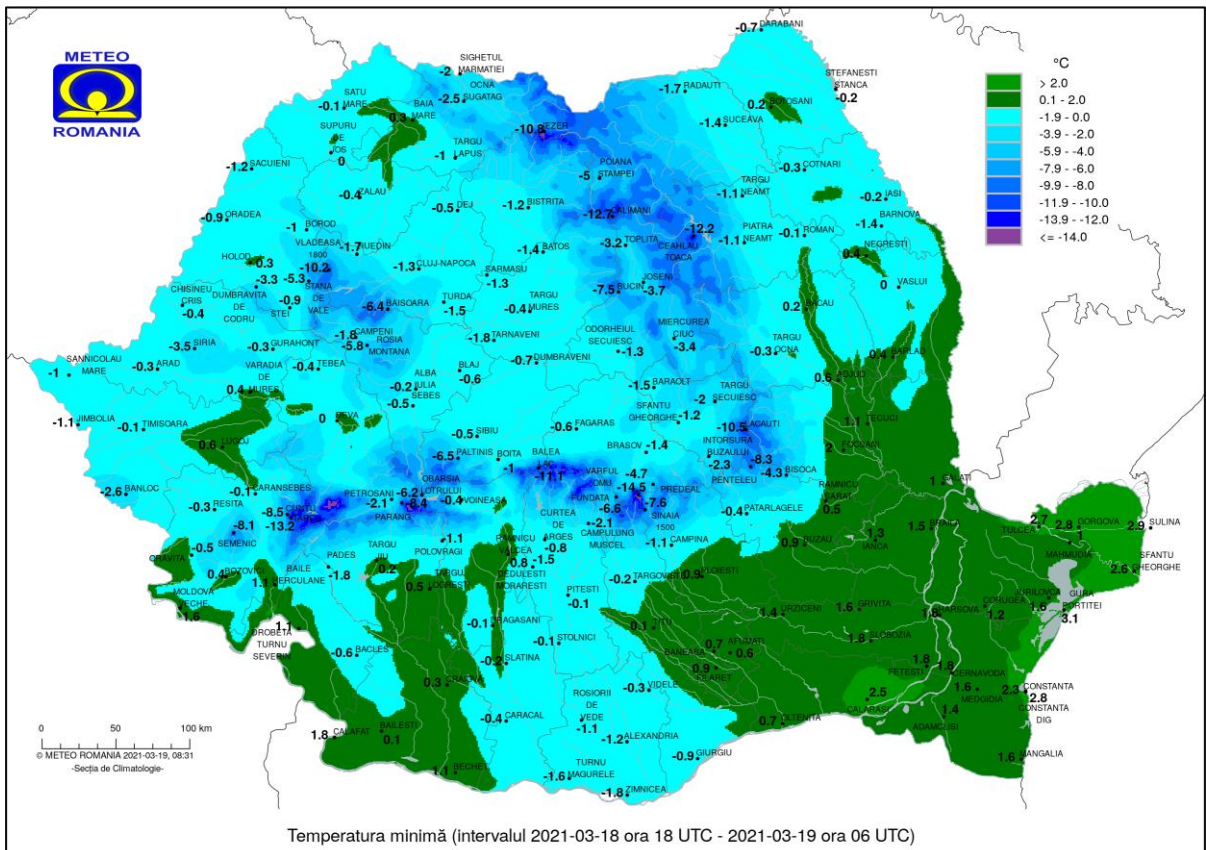 METEO
ROMANIA
-0.7 DARABANI
SIGHETUL
MARMATIEI
-2
OCNA
SUGATAG
-2.5
STEFANESTI
STANCA
-0.2
-1.7 RADAUTI
SATU
MARE
-0.1
BAIA
MARE
0.3
0.2 BOTOSANI
-1.4 SUCEAVA
-10.8 IEZER
SUPURU
DE
JOS
0
TARGU
LAPUS
-1
-1.2 SACUIENI
POIANA
STAMPEI
-5
-0.3 COTNARI
-0.4 ZALAU
-0.5 DEJ
-1.2 BISTRITA
TARGU
NEAMT
-1.1
-0.2 IASI
-12.7 CALIMANI
BARNOVA
-1.4
-0.9 ORADEA
-1 BOROD
-12.2
CEAHLAU
TOACA
PIATRA
NEAMT
-1.1
-0.1 ROMAN
-3.2 TOPLITA
VLADEASA
1800
-10.2
-1.7 HUEDIN
-1.4 BATOS
NEGRESTI
0.4
HOLOD
0.3
-1.3 CLUJ-NAPOCA
SARMASU
-1.3
-3.3
DUMBRAVITA
DE
CODRU
-5.3
STANA
DE
VALE
-7.5 BUCIN
JOSENI
-3.7
0 VASLUI
CHISINEU
CRIS
-0.4
-0.9
STEI
-6.4 BAISOARA
TURDA
-1.5
TARGU
MURES
-0.4
0.2 BACAU
-1.8
CAMPENI
-5.8
ROSIA
MONTANA
-1.8 TARNAVENI
ODORHEIUL
SECUIESC
-1.3
MIERCUREA
CIUC
-3.4
TARGU
OCNA
-0.3
-3.5 SIRIA
-0.3 GURAHONT
0.4 BARLAD
SANNICOLAU
MARE
-1
-0.3 ARAD
VARADIA
DE
MURES
0.4
-0.4 TEBEA
-0.7 DUMBRAVENI
BLAJ
-0.6
0.6 ADJUD
ALBA
IULIA
-0.2
-0.5 SEBES
-1.5 BARAOLT
TARGU
SECUIESC
-2
-1.1 JIMBOLIA
-0.1 TIMISOARA
0 DEVA
SFANTU
GHEORGHE
-1.2
1.1 TECUCI
-0.5 SIBIU
-0.6 FAGARAS
-10.5 LACAUTI
0.6 LUGOJ
2
FOCSANI
BRASOV
-1.4
INTORSURA
BUZAULUI
-2.3
-8.3
PENTELEU
-6.5 PALTINIS
BOITA
-1
BALEA
LAC
-11.1
-4.3 BISOCA
-2.6 BANLOC
-0.1 CARANSEBES
VARFUL
OMU
-14.5
-4.7
PREDEAL
-7.6
SINAIA
1500
RAMNICU
SARAT
0.5
1 GALATI
RESITA
-0.3
PETROSANI
-2.1
-6.2
OBARSIA
LOTRULUI
-8.4
PARANG
-0.4 VOINEASA
FUNDATA
-6.6
-2.1
CAMPULUNG
MUSCEL
-0.4 PATARLAGELE
-8.5 CUNTU
-13.2
-8.1
SEMENIC
CURTEA
DE
ARGES
-0.8
1.5 BRAILA
2.7
TULCEA
2.8 GORGOVA
2.9 SULINA
1
MAHMUDIA
1.3
IANCA
-0.5
ORAVITA
-1.1
POLOVRAGI
-1.1 CAMPINA
0.9 BUZAU
SFANTU
2.6 GHEORGHE
PADES
-1.8
TARGU
JIU
0.2
RAMNICU
VALCEA
0.8
-1.5
DEDULESTI
MORARESTI
0.4 BOZOVICI
BAILE
1.1 HERCULANE
TARGU
0.5 LOGRESTI
-0.2 TARGOVISTE
0.9 PLOIESTI
MOLDOVA
VECHE
1.6
PITESTI
-0.1
JURILOVCA
1.6
GURA
PORTITEI
3.1
1.4 URZICENI
1.6 GRIVITA
1.8 HARSOVA
CORUGEA
1.2
1.1
DROBETA
TURNU
SEVERIN
-0.1 DRAGASANI
-0.1 STOLNICI
0.1 TITU
0.7
BANEASA
AFUMATI
0.6
1.8 SLOBOZIA
-0.6 BACLES
-0.2 SLATINA
0.9
FILARET
1.8
FETESTI
1.8
CERNAVODA
0.3 CRAIOVA
-0.3 VIDELE
2.5
CALARASI
1.6
MEDGIDIA
2.3 CONSTANTA
2.8
CONSTANTA
DIG
-0.4 CARACAL
ROSIORII
DE
VEDE
-1.1
0.7 OLTENITA
1.4
ADAMCLISI
1.8 CALAFAT
BAILESTI
0.1
-1.2 ALEXANDRIA
-0.9 GIURGIU
1.6 MANGALIA
1.1 BECHET
TURNU
-1.6 MAGURELE
-1.8 ZIMNICEA
°C
> 2.0
0.1 - 2.0
-1.9 - 0.0
-3.9 - -2.0
-5.9 - -4.0
-7.9 - -6.0
-9.9 - -8.0
-11.9 - -10.0
-13.9 - -12.0
<= -14.0
0 50 100 km
© METEO ROMANIA 2021-03-19, 08:31
-Secția de Climatologie-
Temperatura minimă (intervalul 2021-03-18 ora 18 UTC - 2021-03-19 ora 06 UTC)